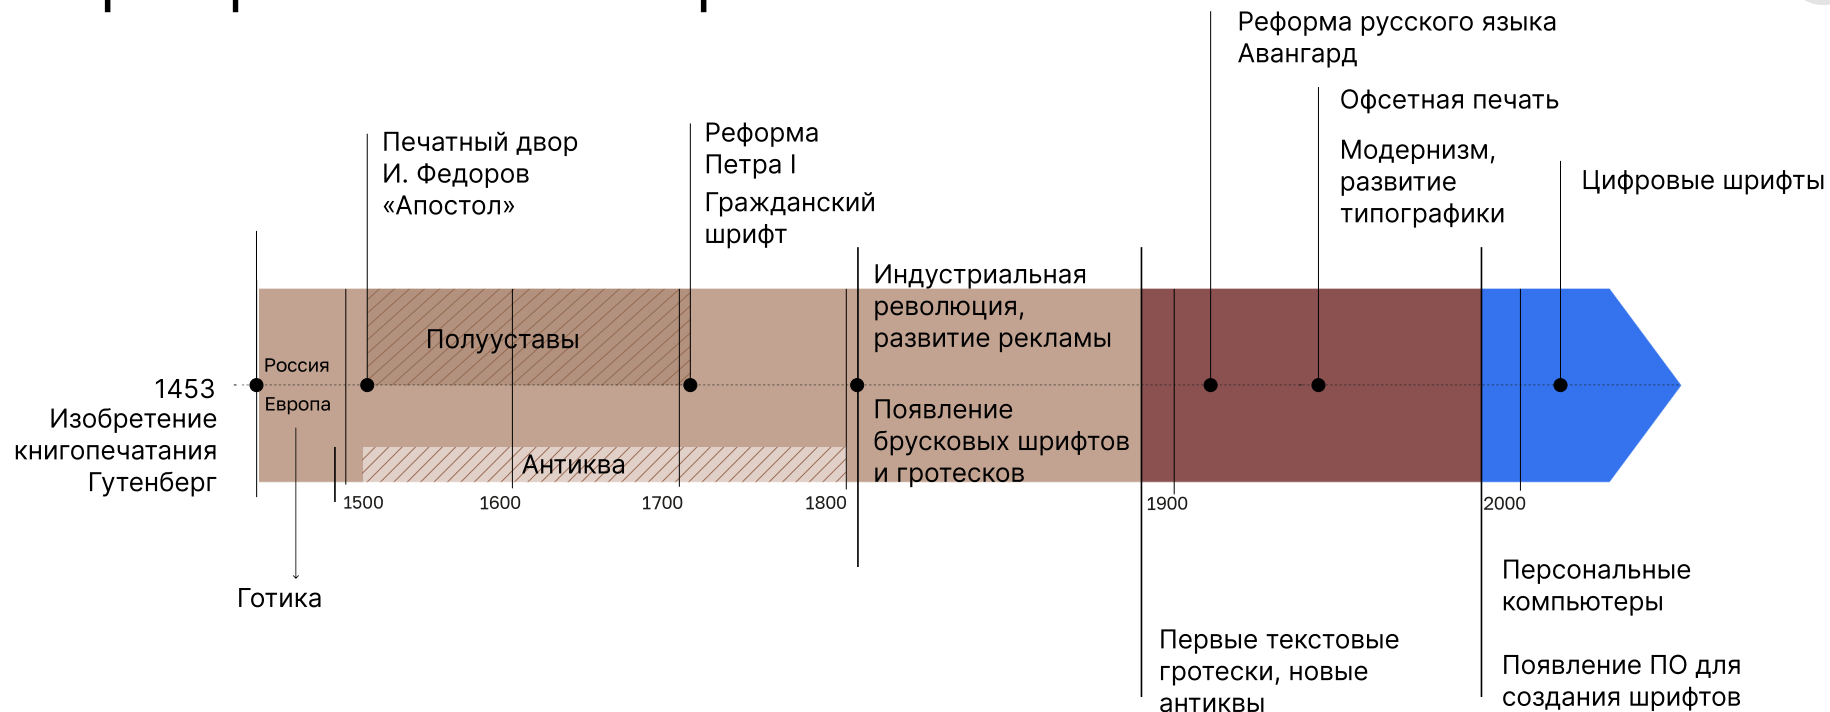 Реформа русского языка
Авангард
Офсетная печать
Модернизм,
развитие
типографики
Цифровые шрифты
Печатный двор
И. Федоров
«Апостол»
Реформа
Петра I
Гражданский
шрифт
Индустриальная
революция,
развитие рекламы
Полууставы
Россия
Европа
1453
Изобретение
книгопечатания
Гутенберг
Появление
брусковых шрифтов
и гротесков
Антиква
1500
1600
1700
1800
1900
2000
Готика
Первые текстовые
гротески, новые
антиквы
Персональные
компьютеры
Появление ПО для
создания шрифтов